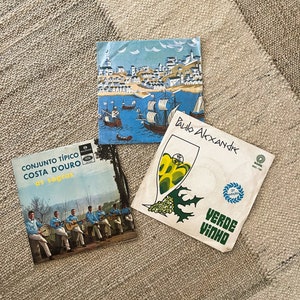 CONJUNTO TÍPICO
COSTA D'OURO
Paulo Alexandre
VERDE
VINHO